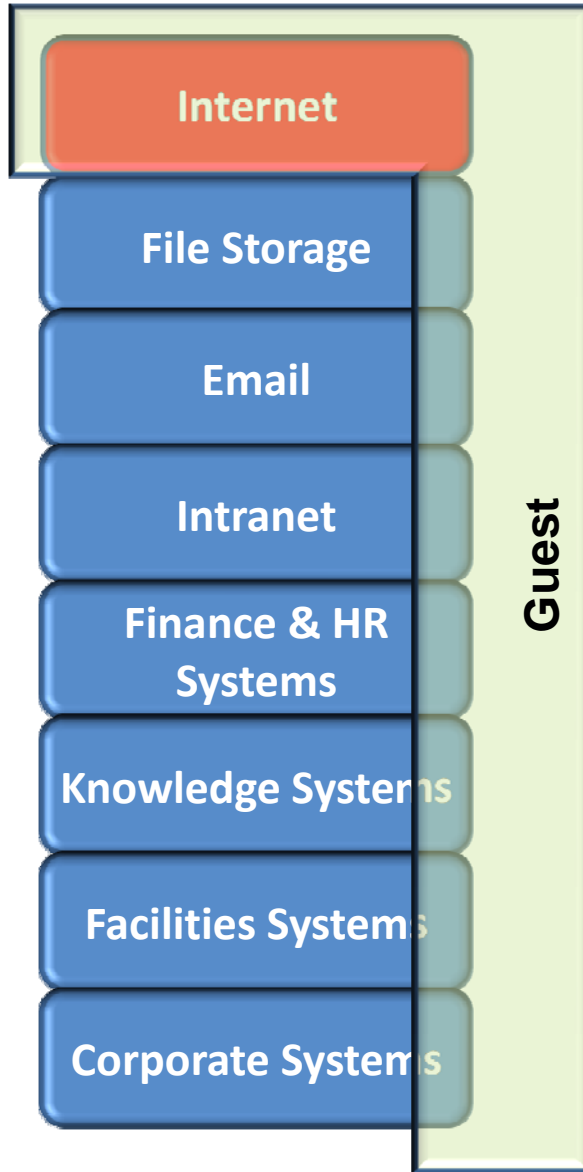 Internet
File Storage
Email
Intranet
Finance & HR
Systems
Knowledge Systems
Facilities Systems
Corporate Systems
Guest